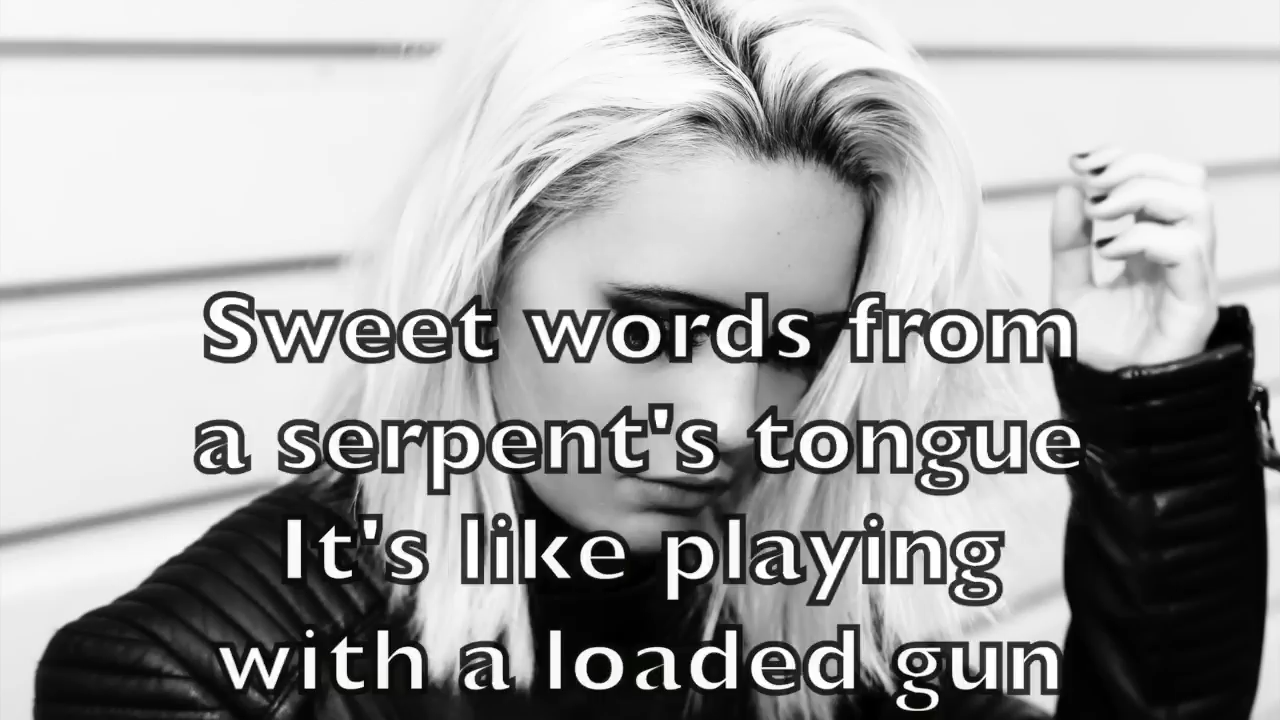 Sweet words from
a serpent's tongue
It's like playing
with a loaded gun